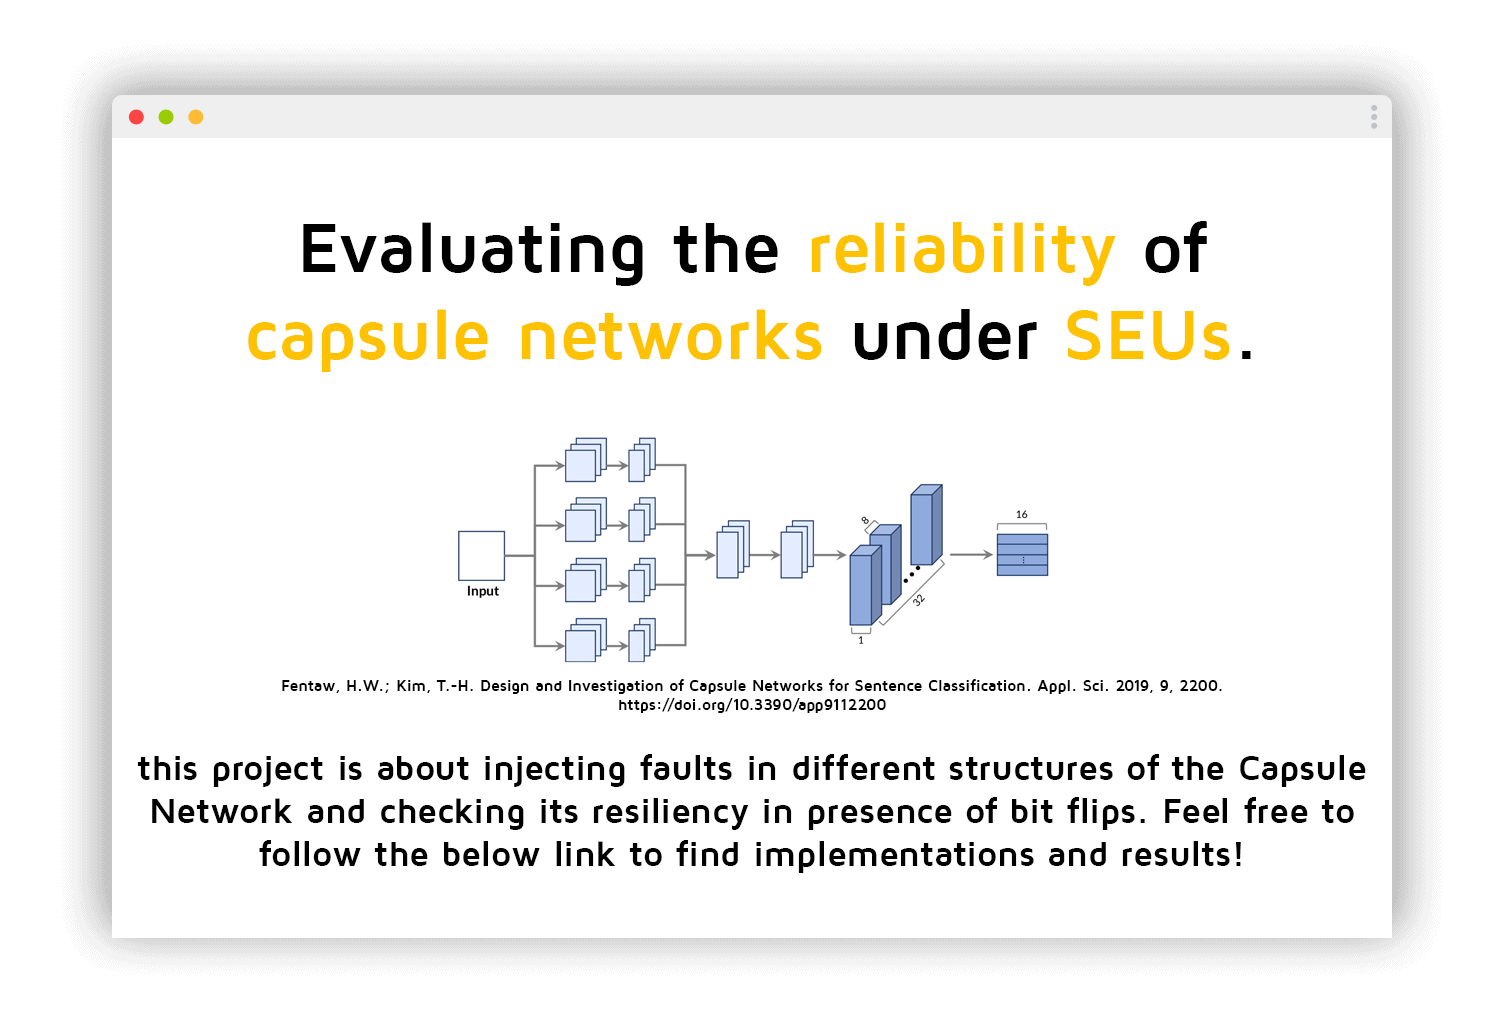 Evaluating the reliability of
capsule networks under SEUs.
Input
8
32
1
16
Fentaw, H.W.; Kim, T.-H. Design and Investigation of Capsule Networks for Sentence Classification. Appl. Sci. 2019, 9, 2200.
https://doi.org/10.3390/app9112200
this project is about injecting faults in different structures of the Capsule
Network and checking its resiliency in presence of bit flips. Feel free to
follow the below link to find implementations and results!